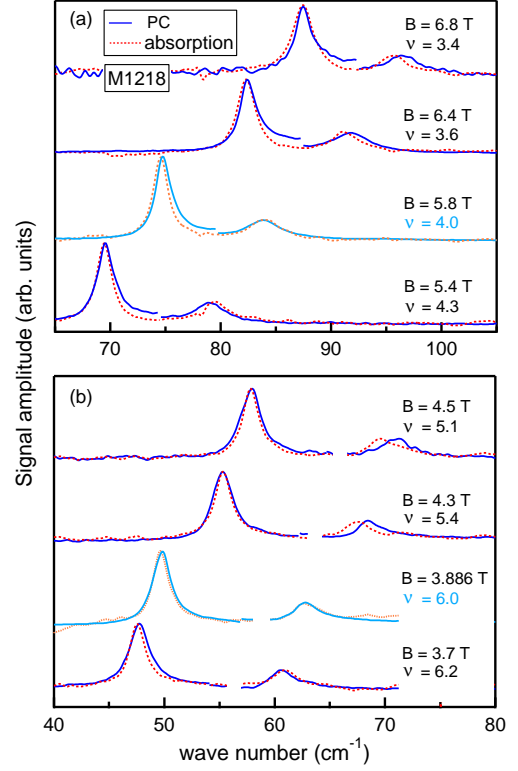 (a)
PC
absorption
M1218
B = 6.8 T
ν = 3.4
B = 6.4 T
ν = 3.6
B = 5.8 T
ν = 4.0
B = 5.4 T
ν = 4.3
70 80 90 100
Signal amplitude (arb. units)
(b)
B = 4.5 T
ν = 5.1
B = 4.3 T
ν = 5.4
B = 3.886 T
ν = 6.0
B = 3.7 T
ν = 6.2
40 50 60 70 80
wave number (cm⁻¹)